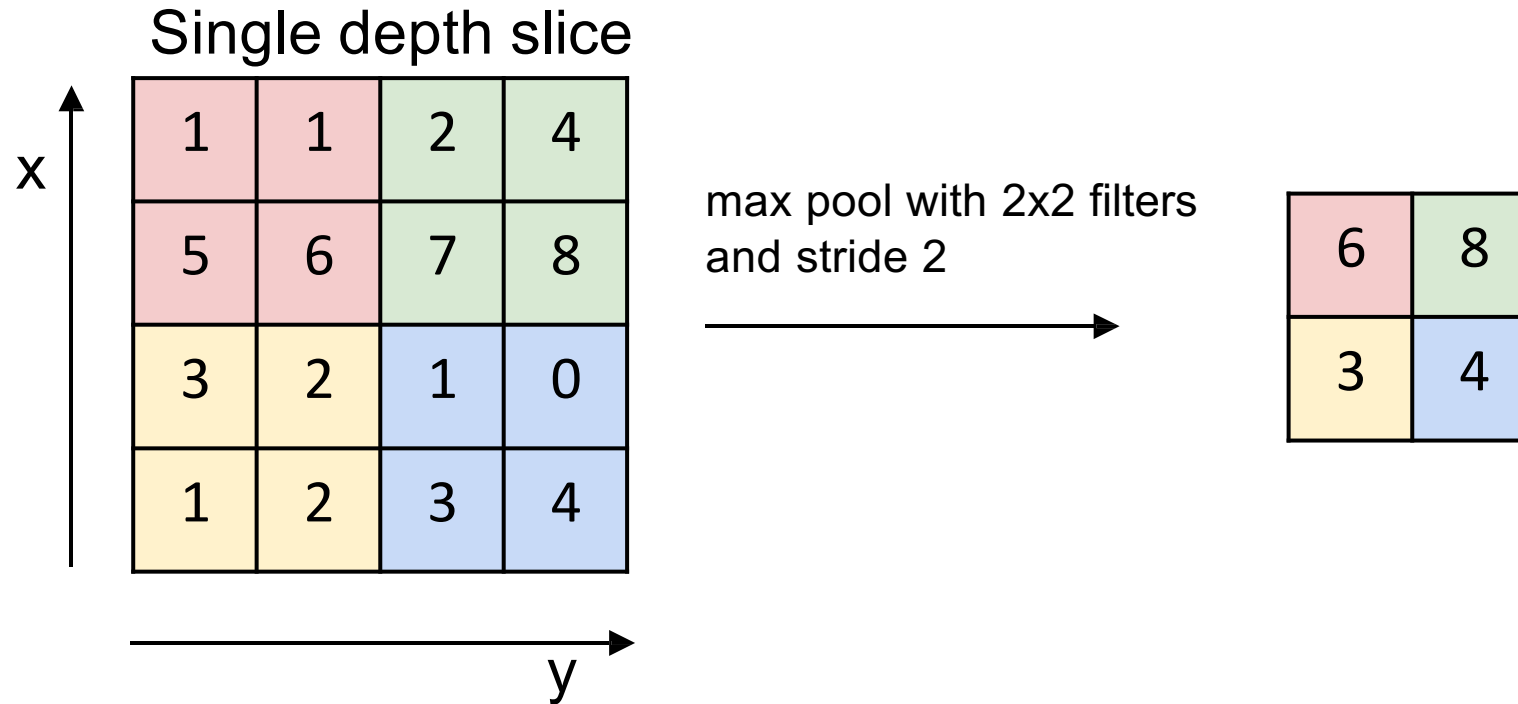 Single depth slice
x
1 1 2 4
5 6 7 8
3 2 1 0
1 2 3 4
y
max pool with 2x2 filters
and stride 2
6 8
3 4